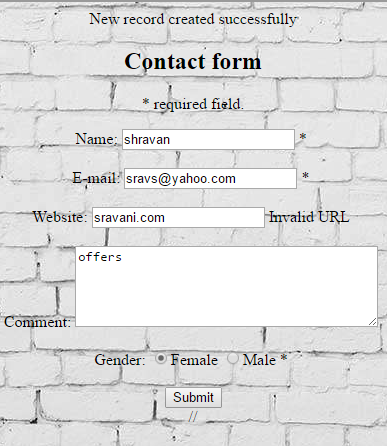 New record created successfully
Contact form
* required field.
Name: shravan *
E-mail: sravs@yahoo.com *
Website: sravani.com Invalid URL
offers
Comment:
Gender: Female Male *
Submit
//